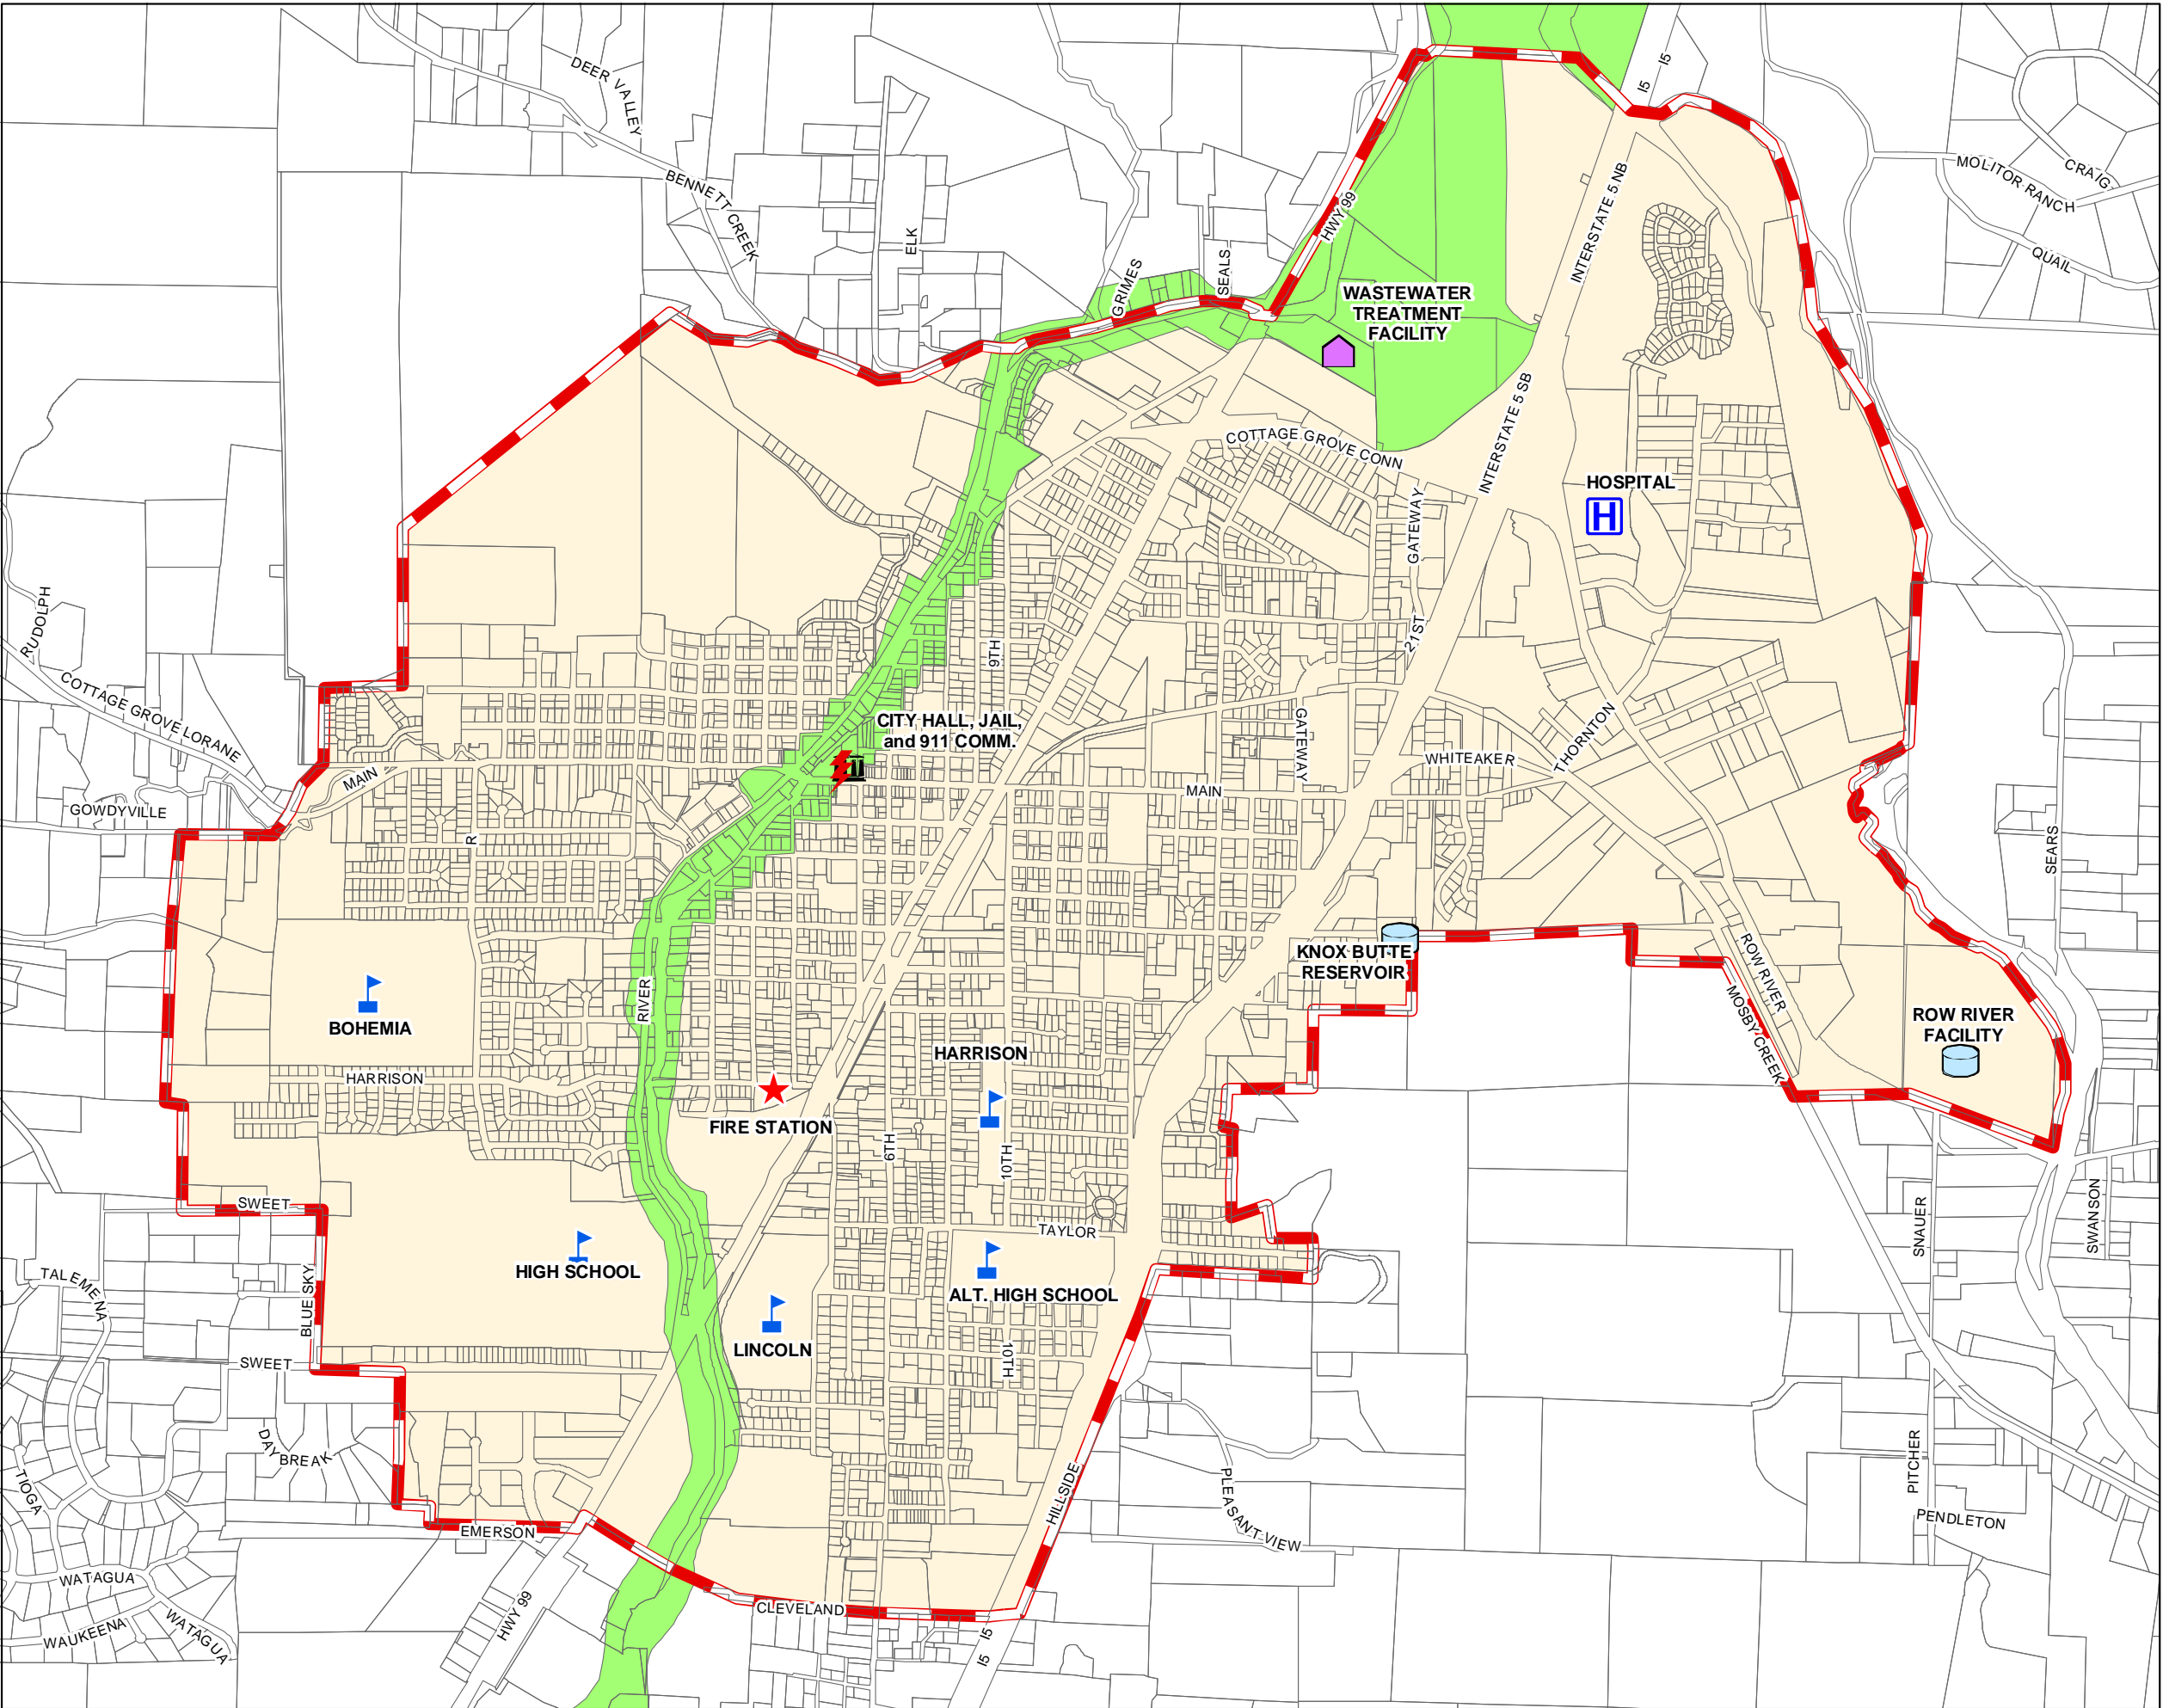 I5
I5
DEER VALLEY
BENNETT CREEK
ELK
GRIMES
SEALS
HWY 99
INTERSTATE 5 NB
MOLITOR RANCH
CRAIG
QUAIL
WASTEWATER
TREATMENT
FACILITY
INTERSTATE 5 SB
COTTAGE GROVE CONN
GATEWAY
HOSPITAL
H
RUDOLPH
COTTAGE GROVE LORANE
9TH
21ST
CITY HALL, JAIL,
and 911 COMM.
GATEWAY
THORNTON
WHITEAKER
MAIN
MAIN
GOWDYVILLE
R
SEARS
KNOX BUTTE
RESERVOIR
ROW RIVER
MOSBY CREEK
ROW RIVER
FACILITY
RIVER
BOHEMIA
HARRISON
HARRISON
FIRE STATION
6TH
10TH
SWEET
TAYLOR
SNAUER
SWANSON
HIGH SCHOOL
TALEMENA
BLUE SKY
ALT. HIGH SCHOOL
LINCOLN
SWEET
10TH
DAYBREAK
TIOGA
HILLSIDE
PLEASANT VIEW
PITCHER
PENDLETON
EMERSON
WATAGUA
HWY 99
CLEVELAND
WAUKEENA
WATAGUA
I5
I5